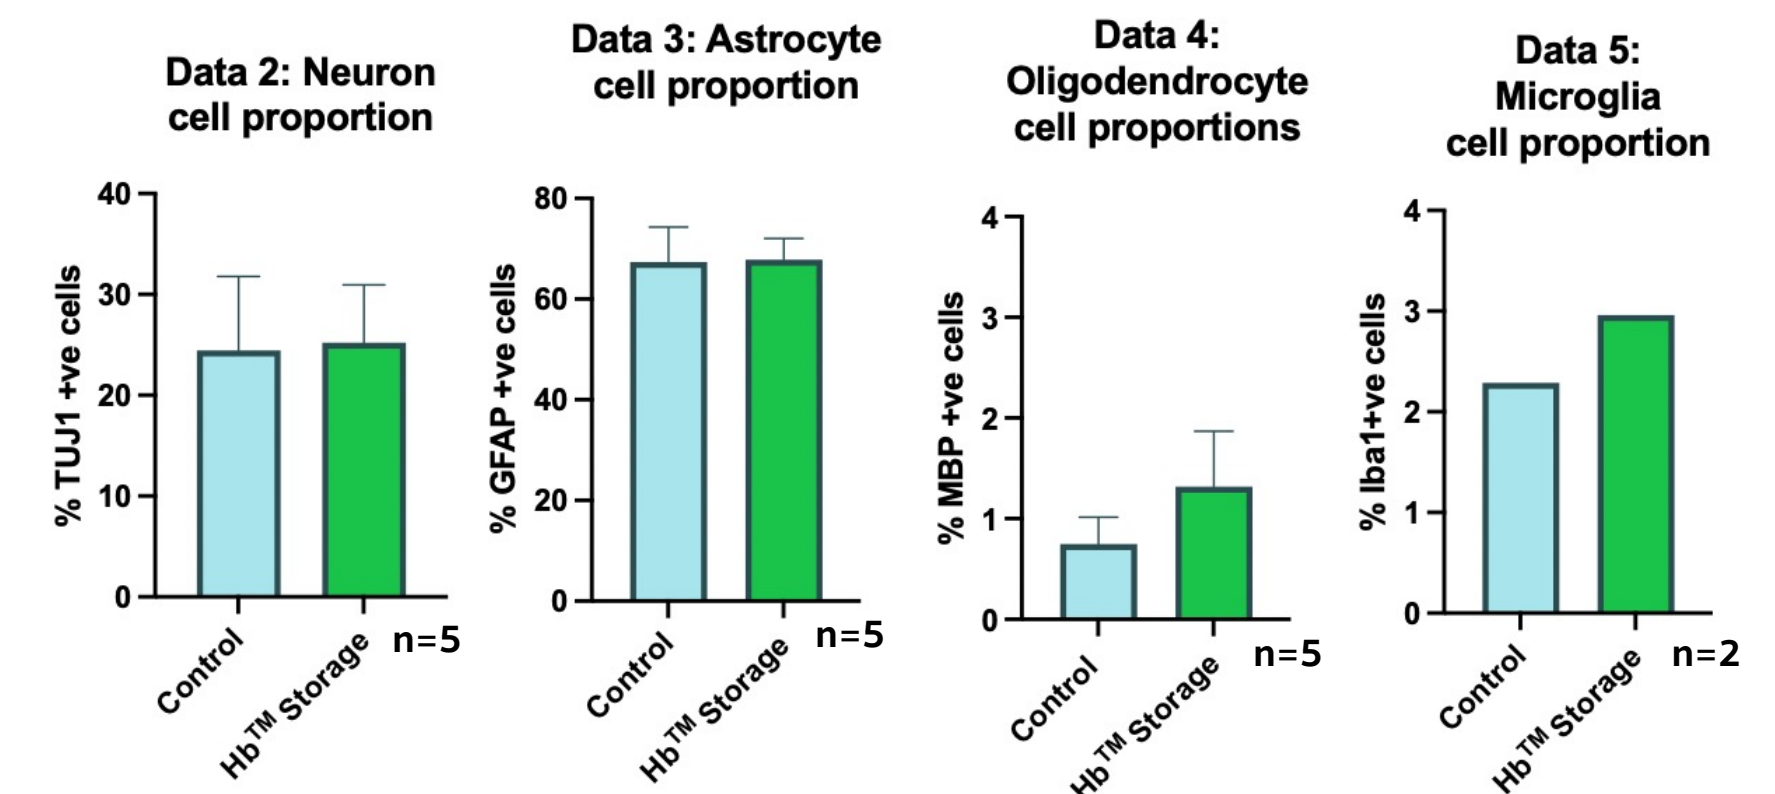 Data 2: Neuron
cell proportion
% TUJ1 +ve cells
40
30
20
10
0
Control
Hb™ Storage
n=5
Data 3: Astrocyte
cell proportion
% GFAP +ve cells
80
60
40
20
0
Control
Hb™ Storage
n=5
Data 4:
Oligodendrocyte
cell proportions
% MBP +ve cells
4
3
2
1
0
Control
Hb™ Storage
n=5
Data 5:
Microglia
cell proportion
% Iba1+ve cells
4
3
2
1
0
Control
Hb™ Storage
n=2